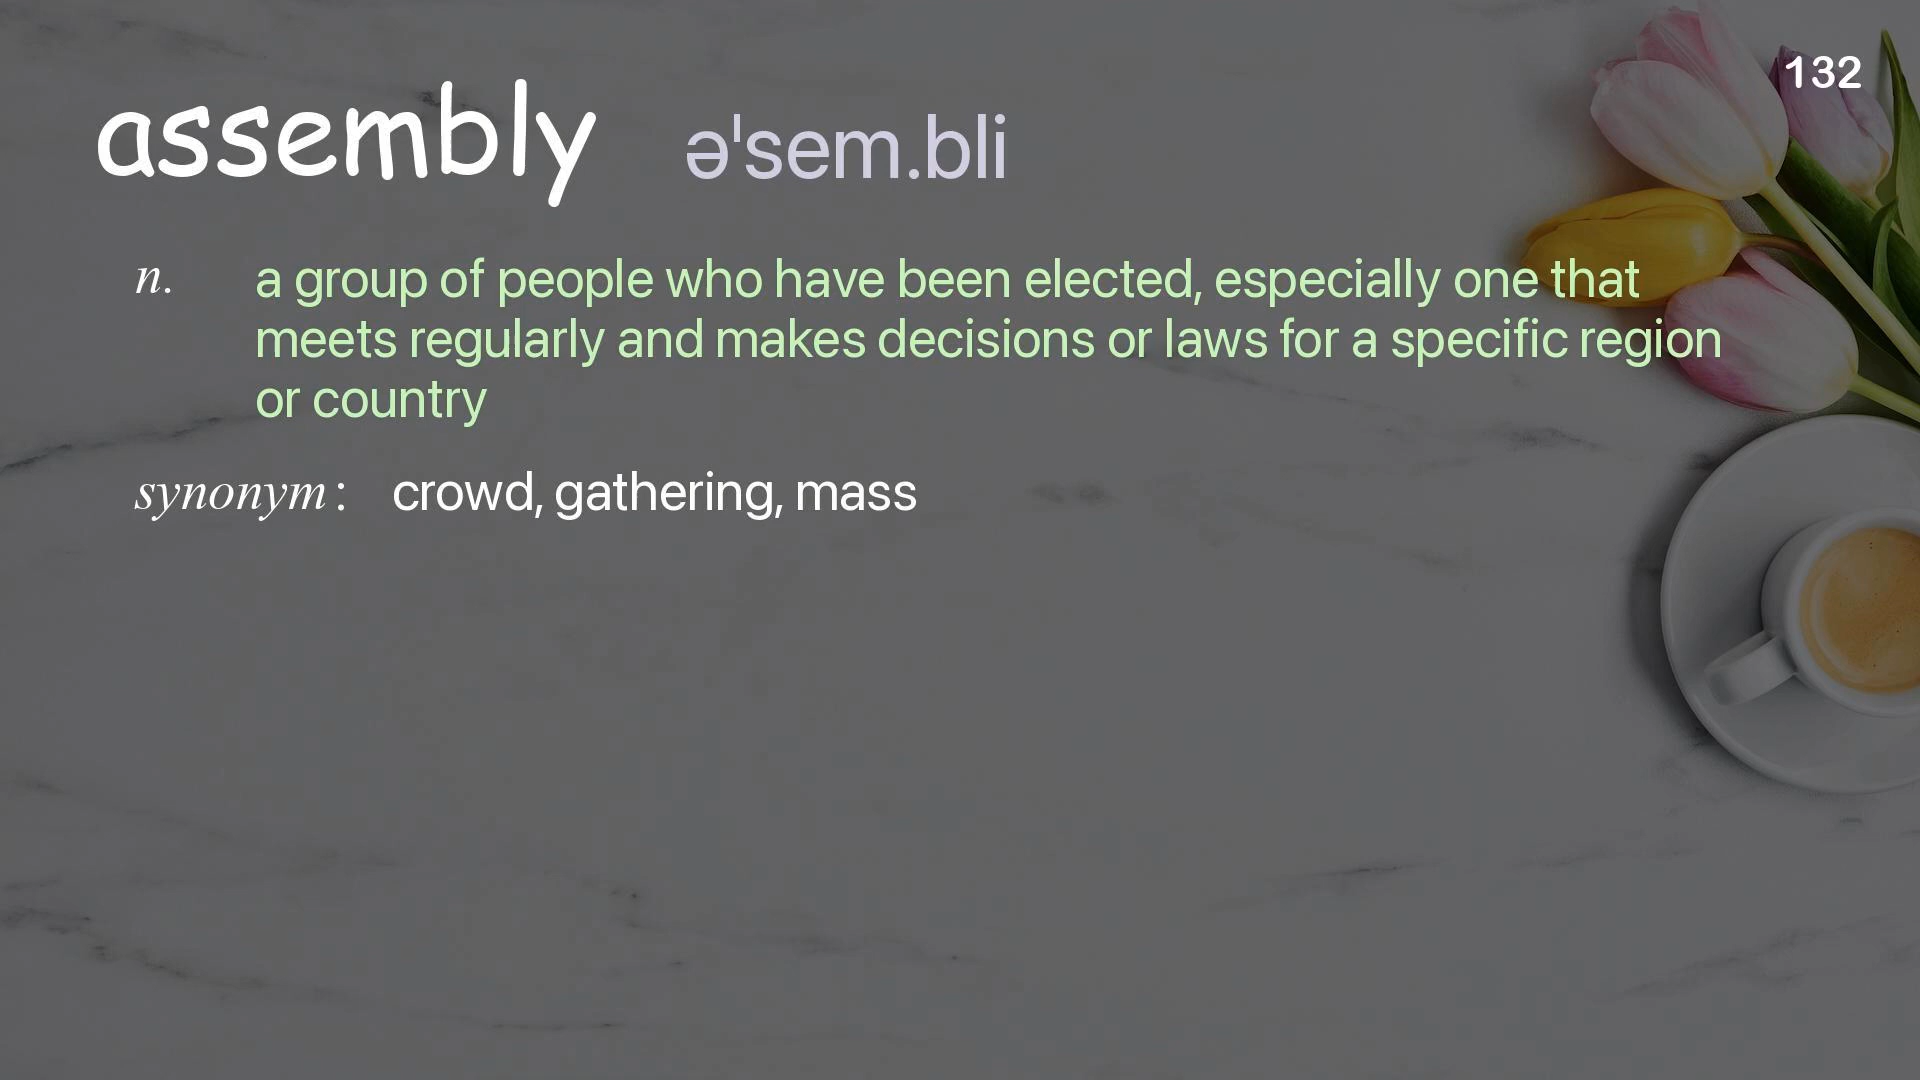 132
assembly əˈsem.bli
n. a group of people who have been elected, especially one that
meets regularly and makes decisions or laws for a specific region
or country
synonym: crowd, gathering, mass